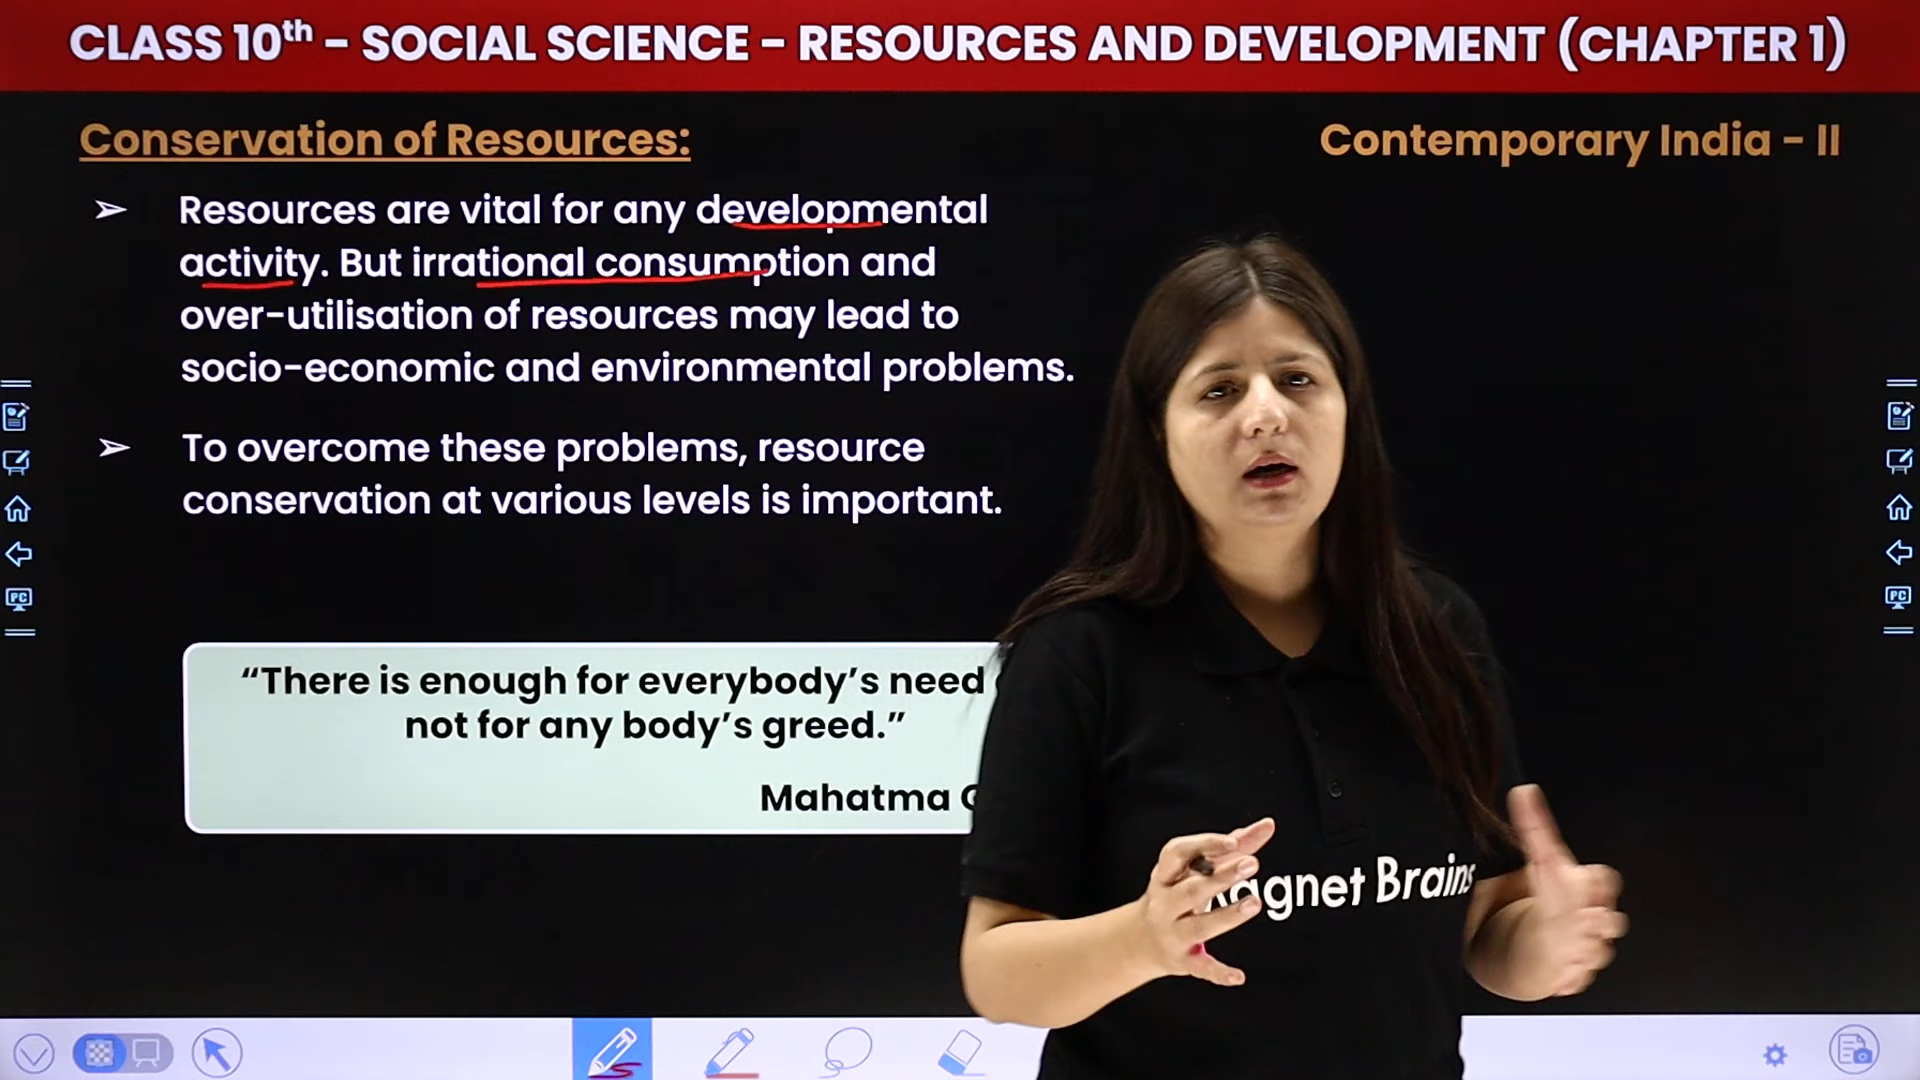 CLASS 10th – SOCIAL SCIENCE – RESOURCES AND DEVELOPMENT (CHAPTER 1)
Conservation of Resources:
Contemporary India – II
➢ Resources are vital for any developmental
activity. But irrational consumption and
over-utilisation of resources may lead to
socio-economic and environmental problems.
➢ To overcome these problems, resource
conservation at various levels is important.
“There is enough for everybody’s need
not for any body’s greed.”
Mahatma
Brains
PC
PC